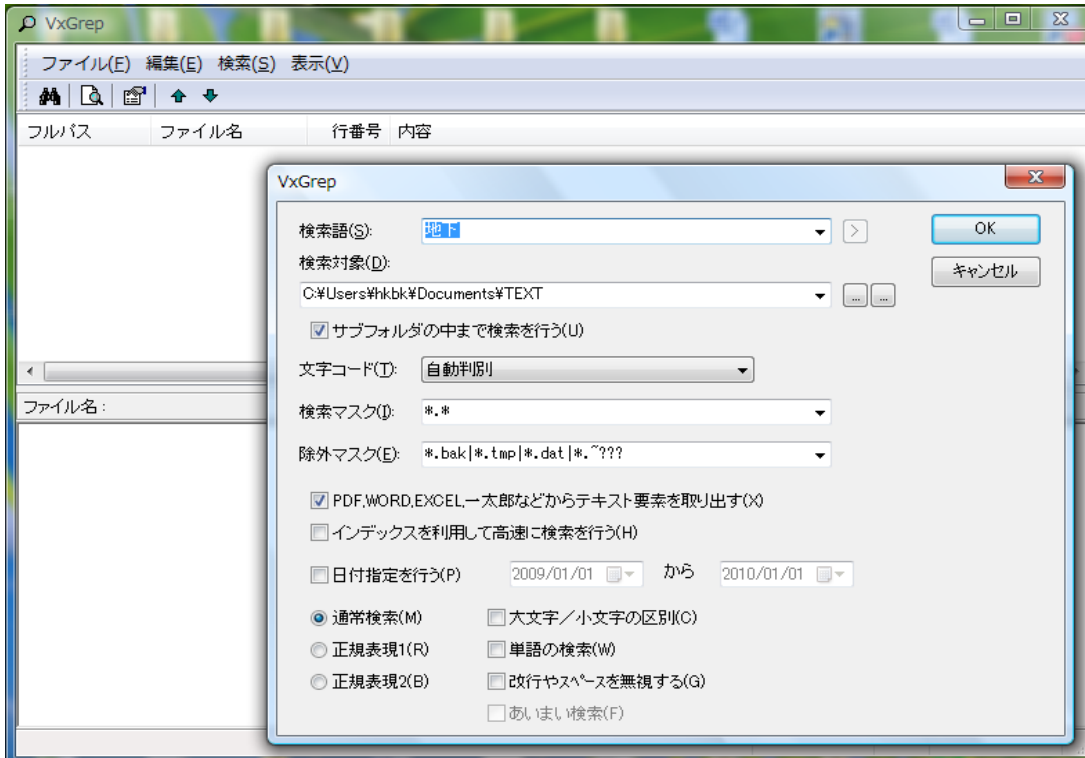 VxGrep
ファイル(F) 編集(E) 検索(S) 表示(V)
フルパス ファイル名 行番号 内容
VxGrep
検索語(S): 地下 > OK
検索対象(D): キャンセル
C:¥Users¥hkbk¥Documents¥TEXT ... ...
サブフォルダの中まで検索を行う(U)
文字コード(T): 自動判別
ファイル名 :
検索マスク(I): *.*
除外マスク(E): *.bak|*.tmp|*.dat|*.~???
PDF,WORD,EXCEL,一太郎などからテキスト要素を取り出す(X)
インデックスを利用して高速に検索を行う(H)
日付指定を行う(P) 2009/01/01 から 2010/01/01
通常検索(M) 大文字/小文字の区別(C)
正規表現1(R) 単語の検索(W)
正規表現2(B) 改行やスペースを無視する(G)
あいまい検索(F)